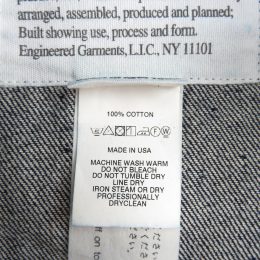 arranged, assembled, produced and planned;
Built showing use, process and form.
Engineered Garments, L.I.C., NY 11101
100% COTTON
F W
MADE IN USA
MACHINE WASH WARM
DO NOT BLEACH
DO NOT TUMBLE DRY
LINE DRY
IRON STEAM OR DRY
PROFESSIONALLY
DRYCLEAN